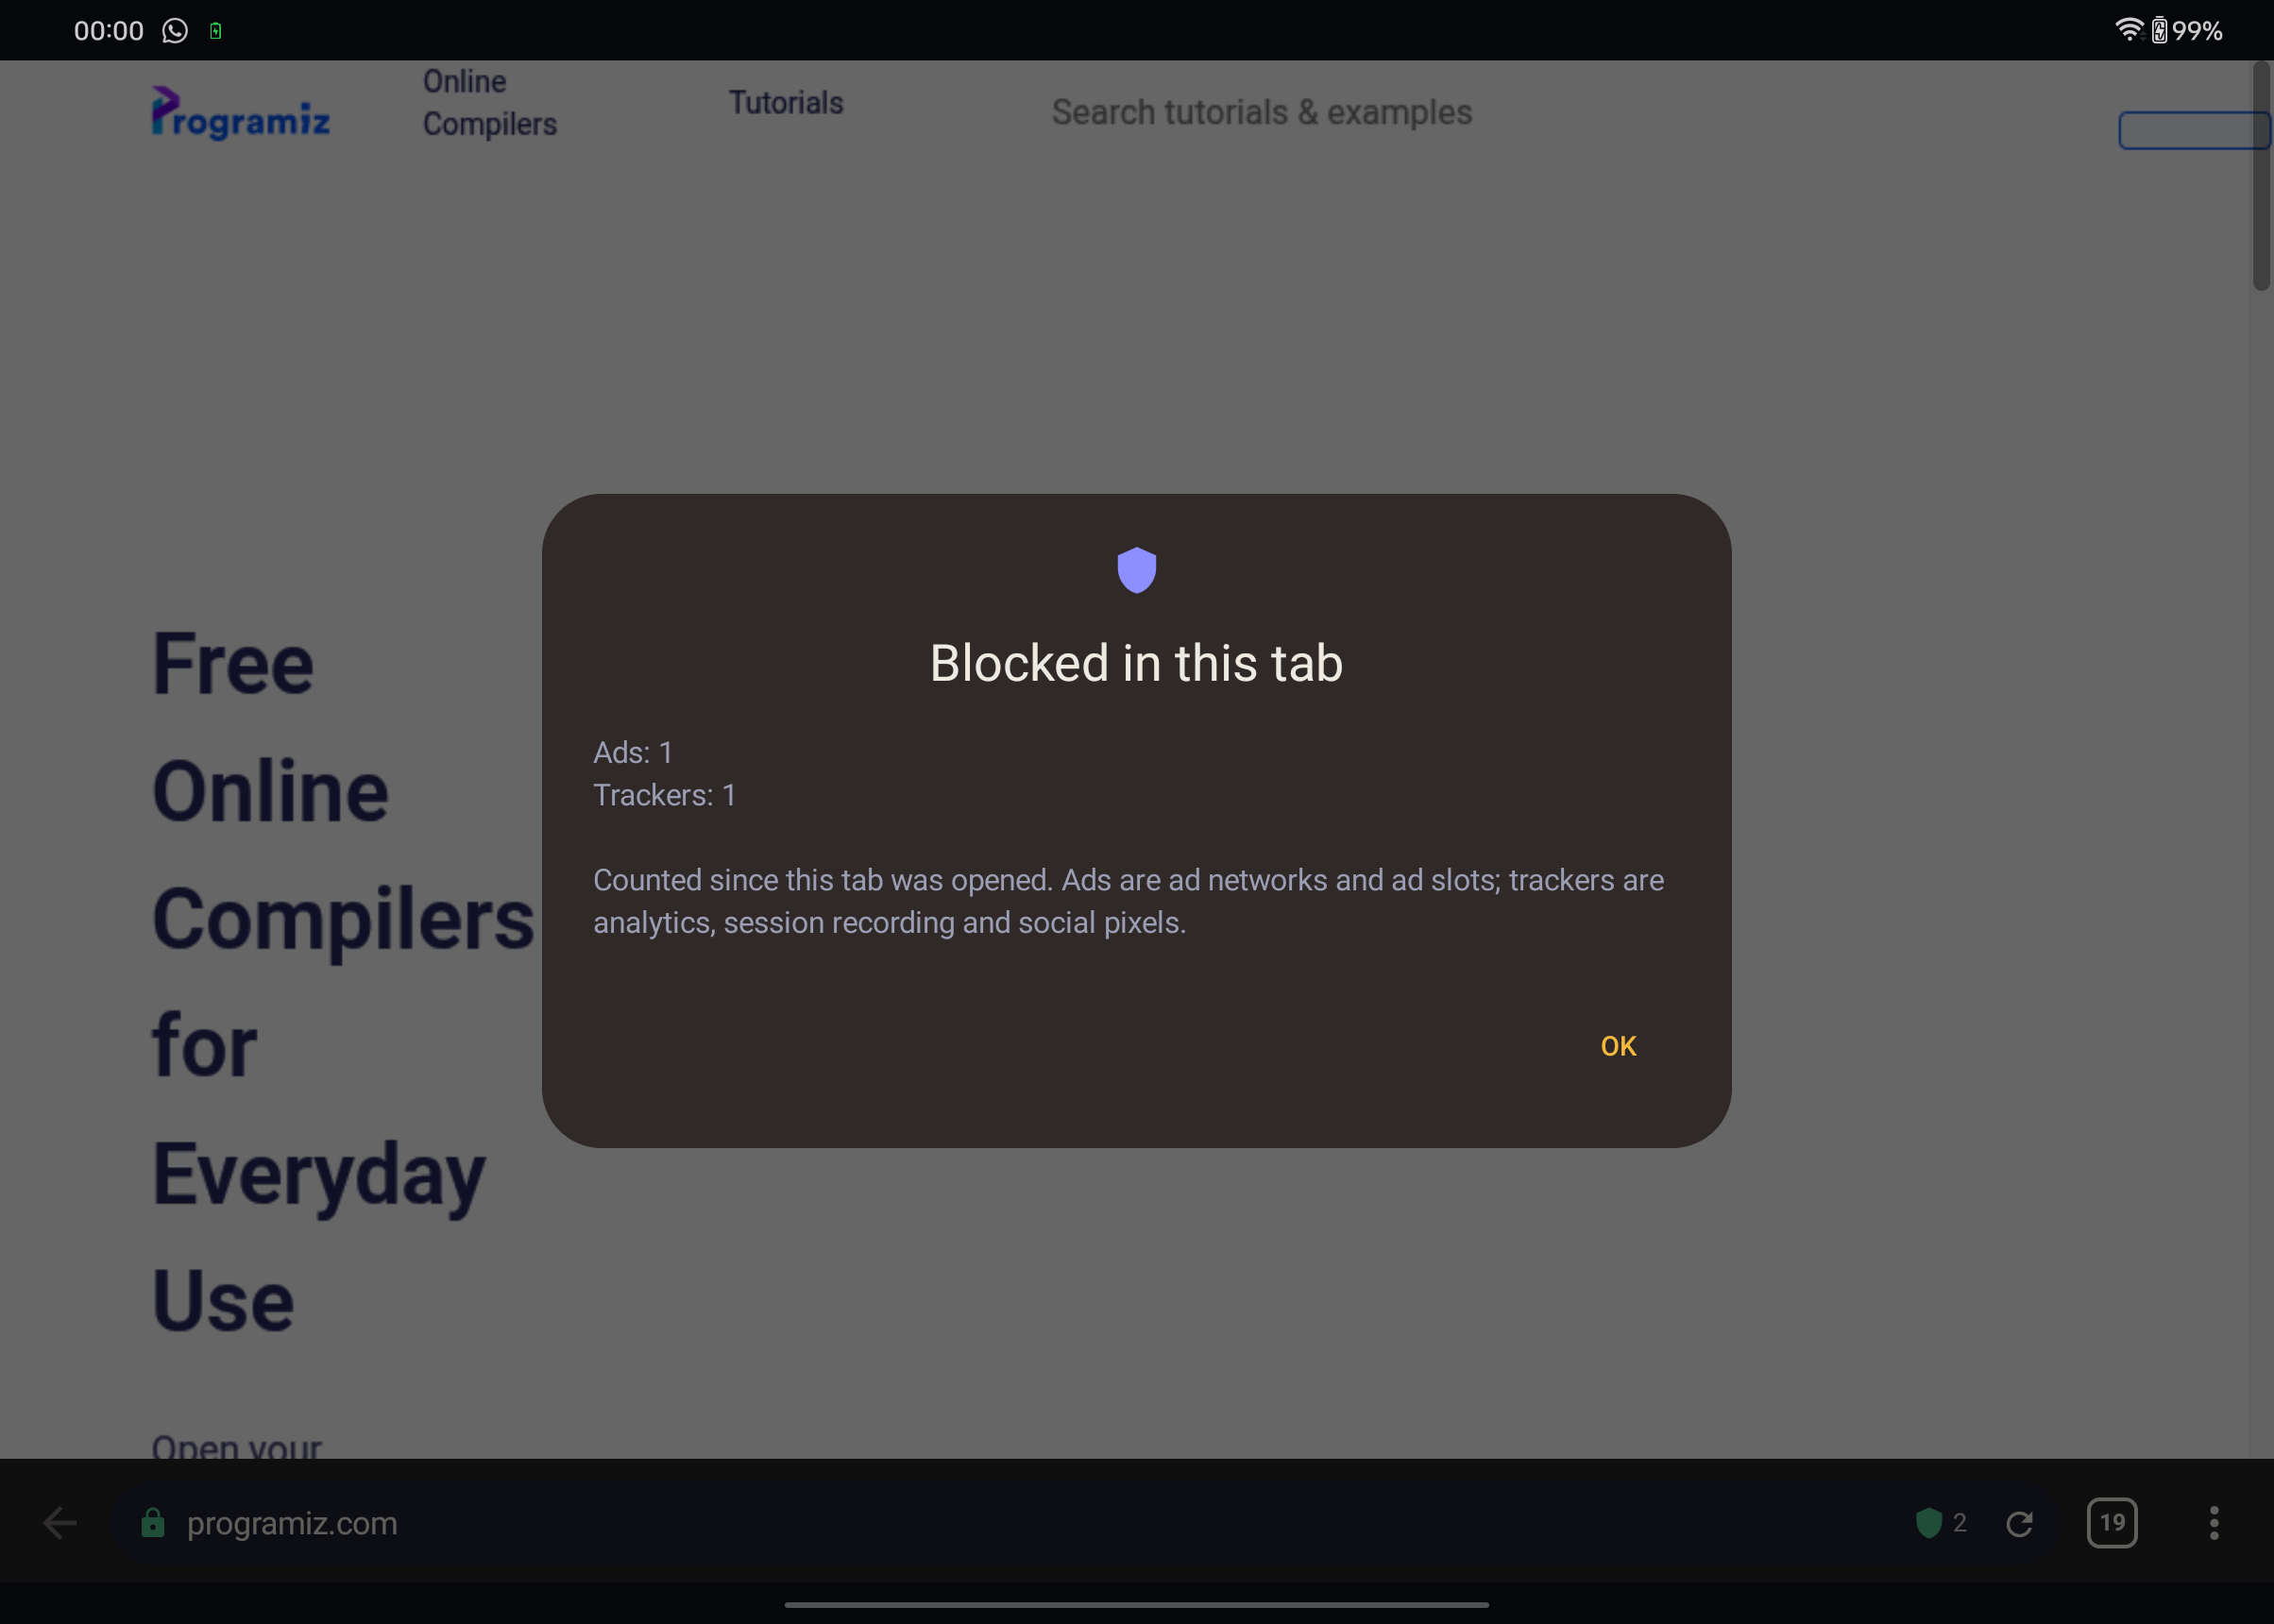 00:00
99%
Programiz
Online
Compilers
Tutorials
Search tutorials & examples
Free
Online
Compilers
for
Everyday
Use
Open your
Blocked in this tab
Ads: 1
Trackers: 1
Counted since this tab was opened. Ads are ad networks and ad slots; trackers are
analytics, session recording and social pixels.
OK
programiz.com
2
19